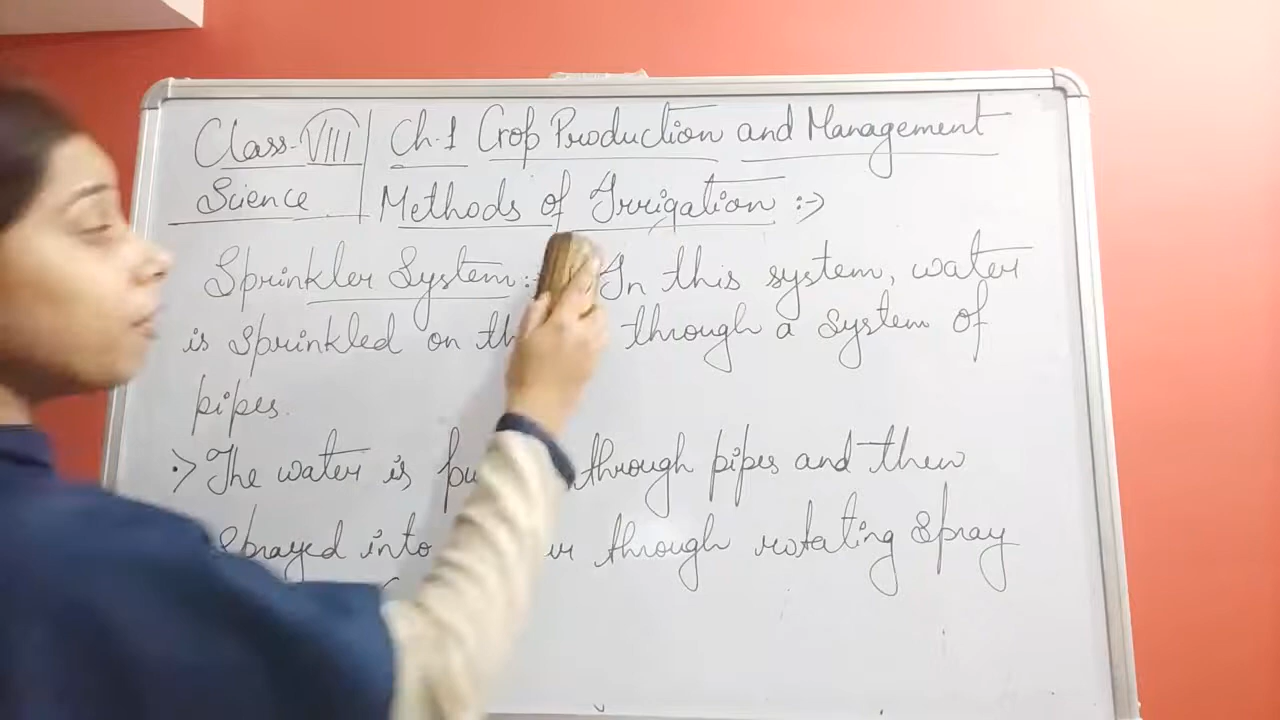 Class-VIII
Science
Ch-1 Crop Production and Management
Methods of Irrigation :->
Sprinkler System : In this system, water
is sprinkled on through a system of
pipes.
.> The water is through pipes and then
sprayed into through rotating spray